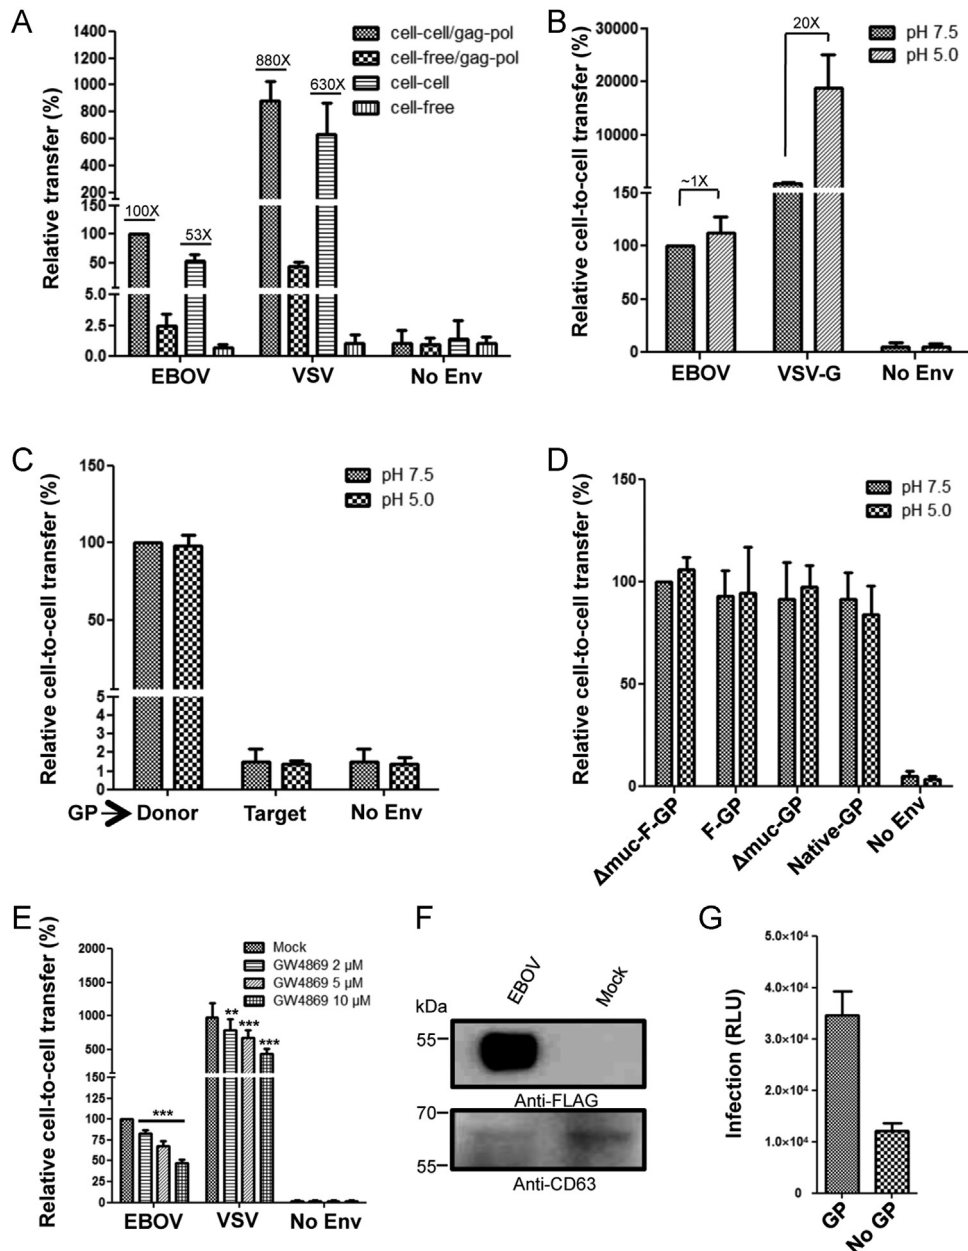 A
Relative transfer (%)
1400
1200
1000
800
600
400
200
150
100
50
5.0
2.5
0.0
100X
53X
880X
630X
cell-cell/gag-pol
cell-free/gag-pol
cell-cell
cell-free
EBOV VSV No Env
B
Relative cell-to-cell transfer (%)
30000
20000
10000
150
100
50
0
~1X
20X
pH 7.5
pH 5.0
EBOV VSV-G No Env
C
Relative cell-to-cell transfer (%)
150
100
50
5
4
3
2
1
0
pH 7.5
pH 5.0
GP Donor Target No Env
D
Relative cell-to-cell transfer (%)
150
100
50
0
pH 7.5
pH 5.0
Δmuc-F-GP
F-GP
Δmuc-GP
Native-GP
No Env
E
Relative cell-to-cell transfer (%)
2000
1500
1000
500
150
100
75
50
25
0
Mock
GW4869 2 μM
GW4869 5 μM
GW4869 10 μM
***
**
***
***
EBOV VSV No Env
F
EBOV
Mock
kDa
55
Anti-FLAG
70
55
Anti-CD63
G
Infection (RLU)
5.0×10⁴
4.0×10⁴
3.0×10⁴
2.0×10⁴
1.0×10⁴
0
GP
No GP